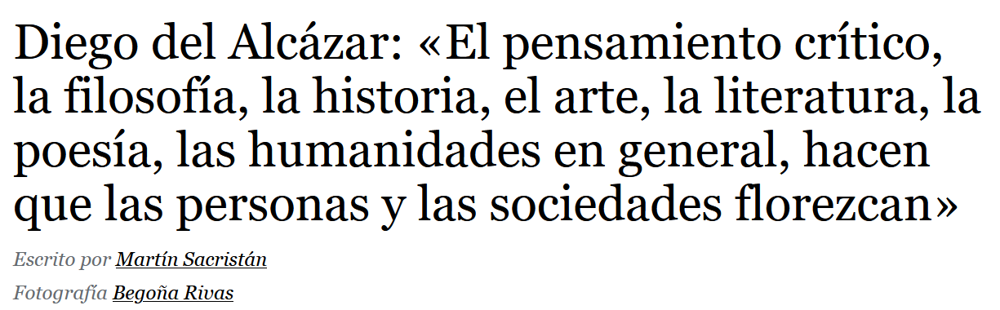 Diego del Alcázar: «El pensamiento crítico,
la filosofía, la historia, el arte, la literatura, la
poesía, las humanidades en general, hacen
que las personas y las sociedades florezcan»
Escrito por Martín Sacristán
Fotografía Begoña Rivas